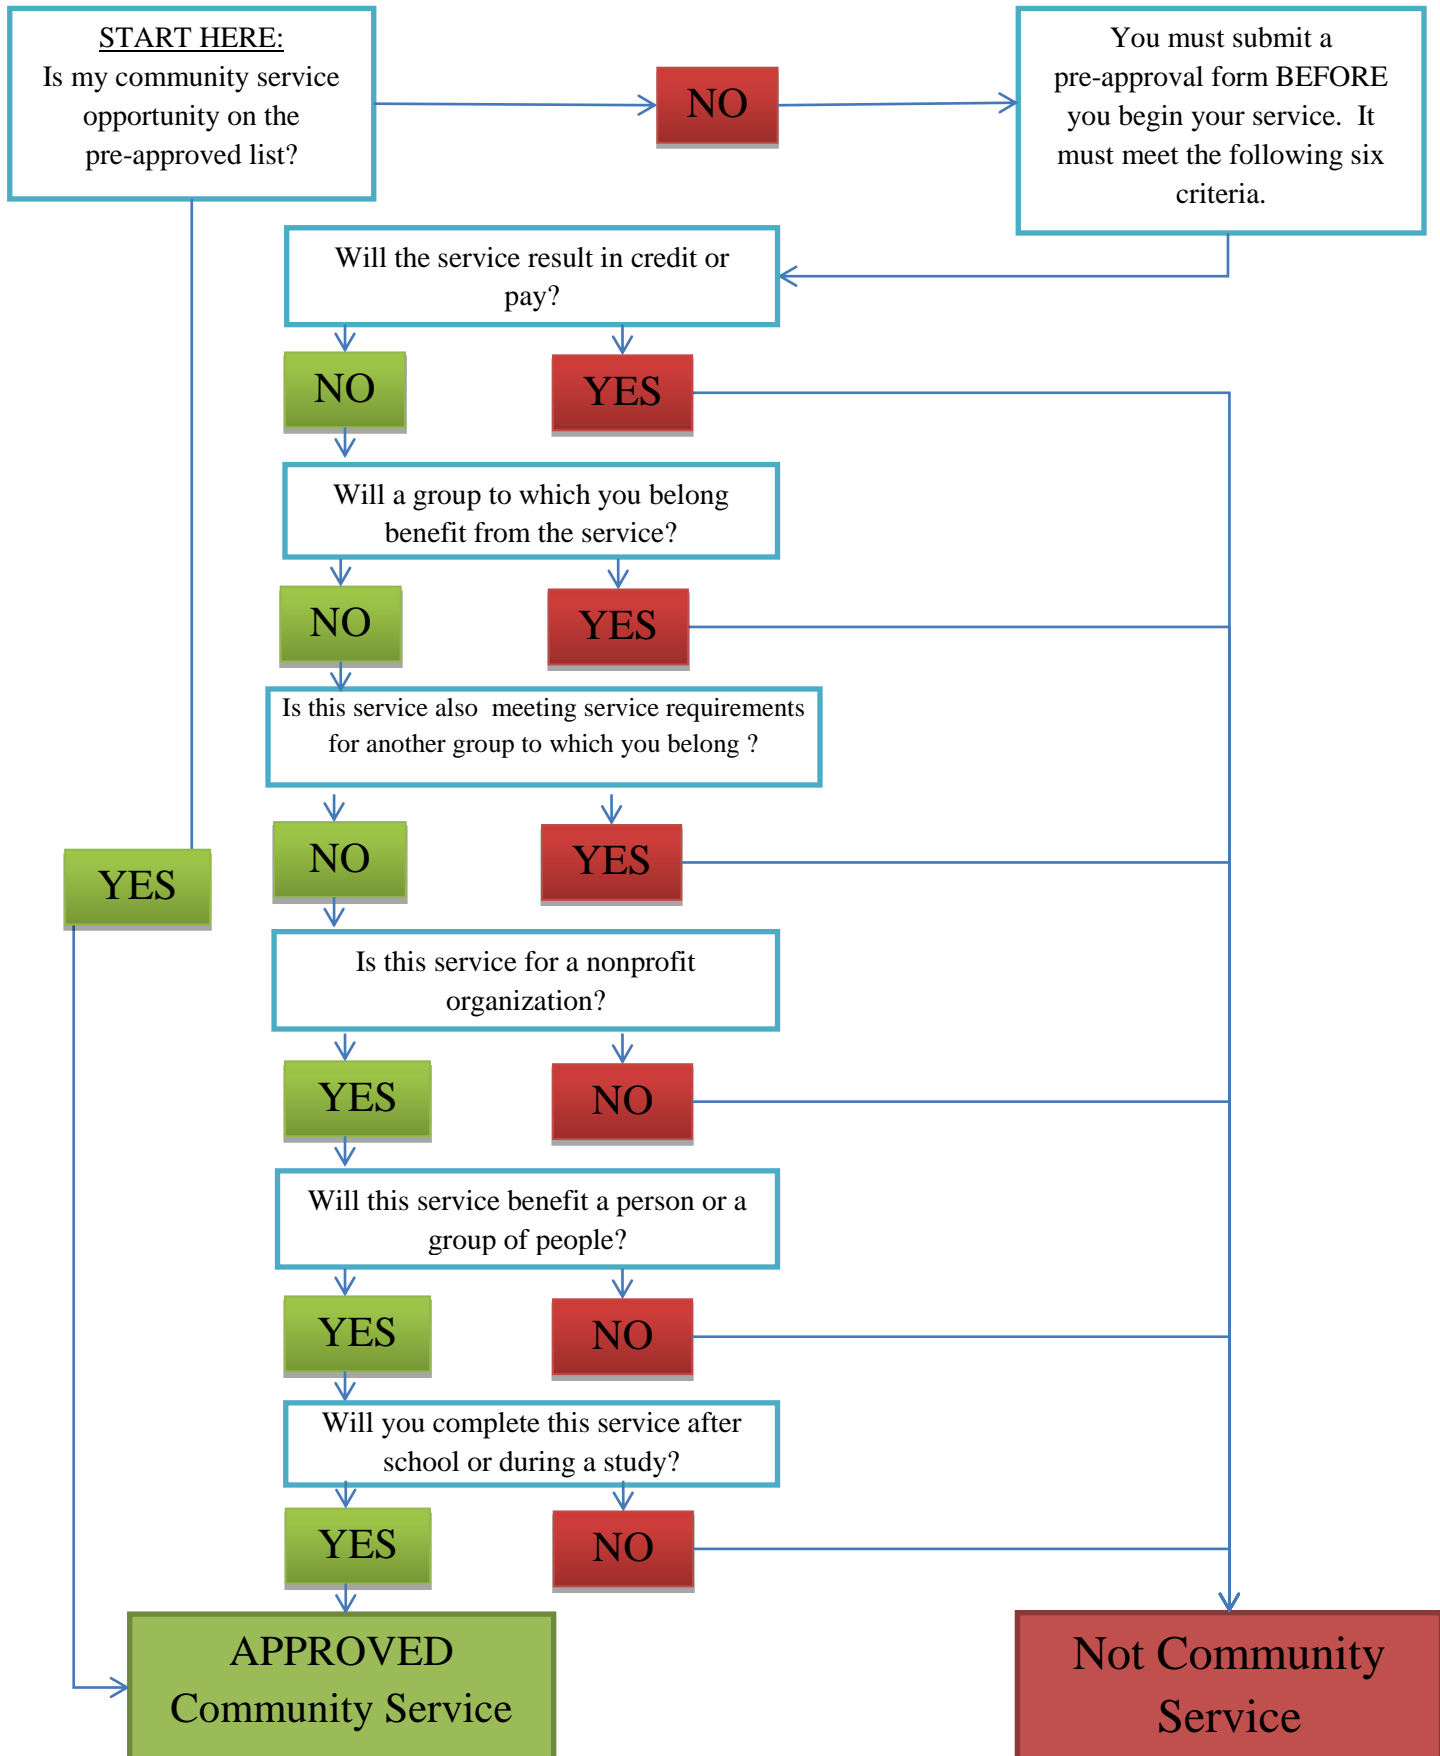 START HERE:
Is my community service
opportunity on the
pre-approved list?
NO
You must submit a
pre-approval form BEFORE
you begin your service.  It
must meet the following six
criteria.
Will the service result in credit or
pay?
NO
YES
Will a group to which you belong
benefit from the service?
NO
YES
Is this service also  meeting service requirements
for another group to which you belong ?
NO
YES
YES
Is this service for a nonprofit
organization?
YES
NO
Will this service benefit a person or a
group of people?
YES
NO
Will you complete this service after
school or during a study?
YES
NO
APPROVED
Community Service
Not Community
Service